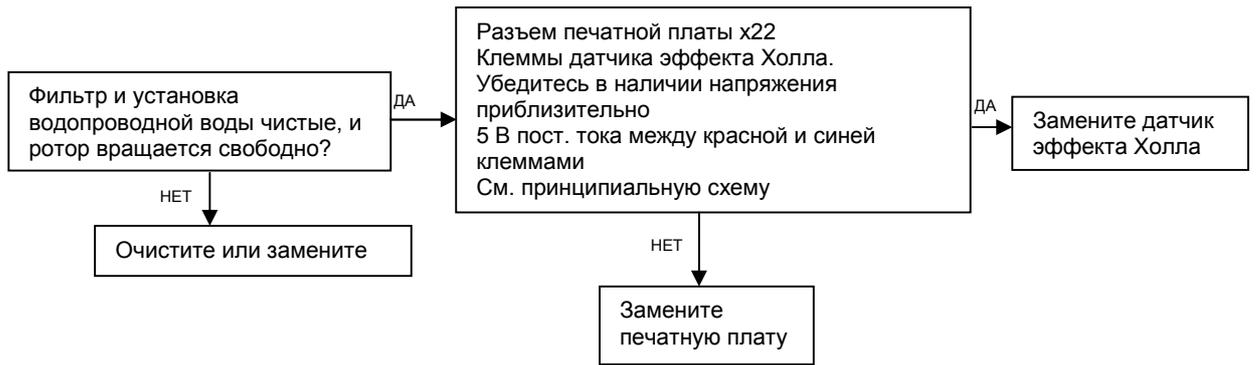 Фильтр и установка
водопроводной воды чистые, и
ротор вращается свободно?
ДА
НЕТ
Очистите или замените
Разъем печатной платы x22
Клеммы датчика эффекта Холла.
Убедитесь в наличии напряжения
приблизительно
5 В пост. тока между красной и синей
клеммами
См. принципиальную схему
ДА
НЕТ
Замените
печатную плату
Замените датчик
эффекта Холла